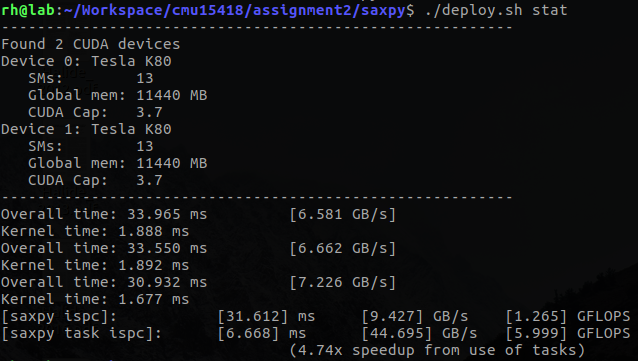 rh@lab:~/Workspace/cmu15418/assignment2/saxpy$ ./deploy.sh stat
---------------------------------------------------------
Found 2 CUDA devices
Device 0: Tesla K80
   SMs:        13
   Global mem: 11440 MB
   CUDA Cap:   3.7
Device 1: Tesla K80
   SMs:        13
   Global mem: 11440 MB
   CUDA Cap:   3.7
---------------------------------------------------------
Overall time: 33.965 ms         [6.581 GB/s]
Kernel time: 1.888 ms
Overall time: 33.550 ms         [6.662 GB/s]
Kernel time: 1.892 ms
Overall time: 30.932 ms         [7.226 GB/s]
Kernel time: 1.677 ms
[saxpy ispc]:           [31.612] ms     [9.427] GB/s    [1.265] GFLOPS
[saxpy task ispc]:      [6.668] ms      [44.695] GB/s   [5.999] GFLOPS
                                (4.74x speedup from use of tasks)